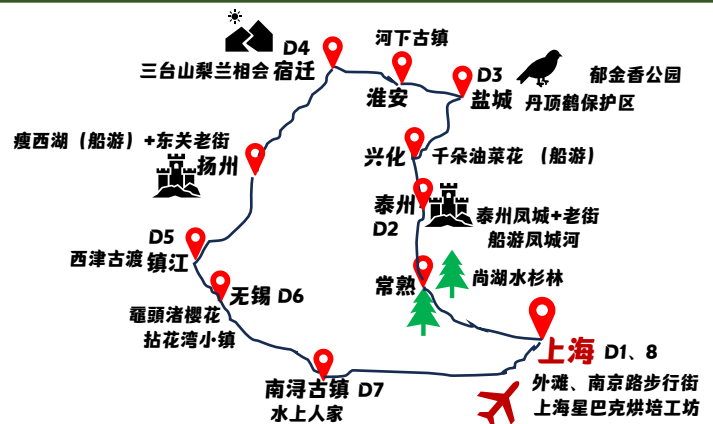 河下古镇
D4
三台山梨兰相会 宿迁
D3
郁金香公园
淮安
盐城 丹顶鹤保护区
瘦西湖（船游）+东关老街
扬州
兴化 千朵油菜花 （船游）
泰州
D2
泰州凤城+老街
船游凤城河
D5
西津古渡 镇江
常熟
尚湖水杉林
无锡 D6
鼋頭渚樱花
拈花湾小镇
上海 D1、8
南浔古镇 D7
水上人家
外滩、南京路步行街
上海星巴克烘培工坊